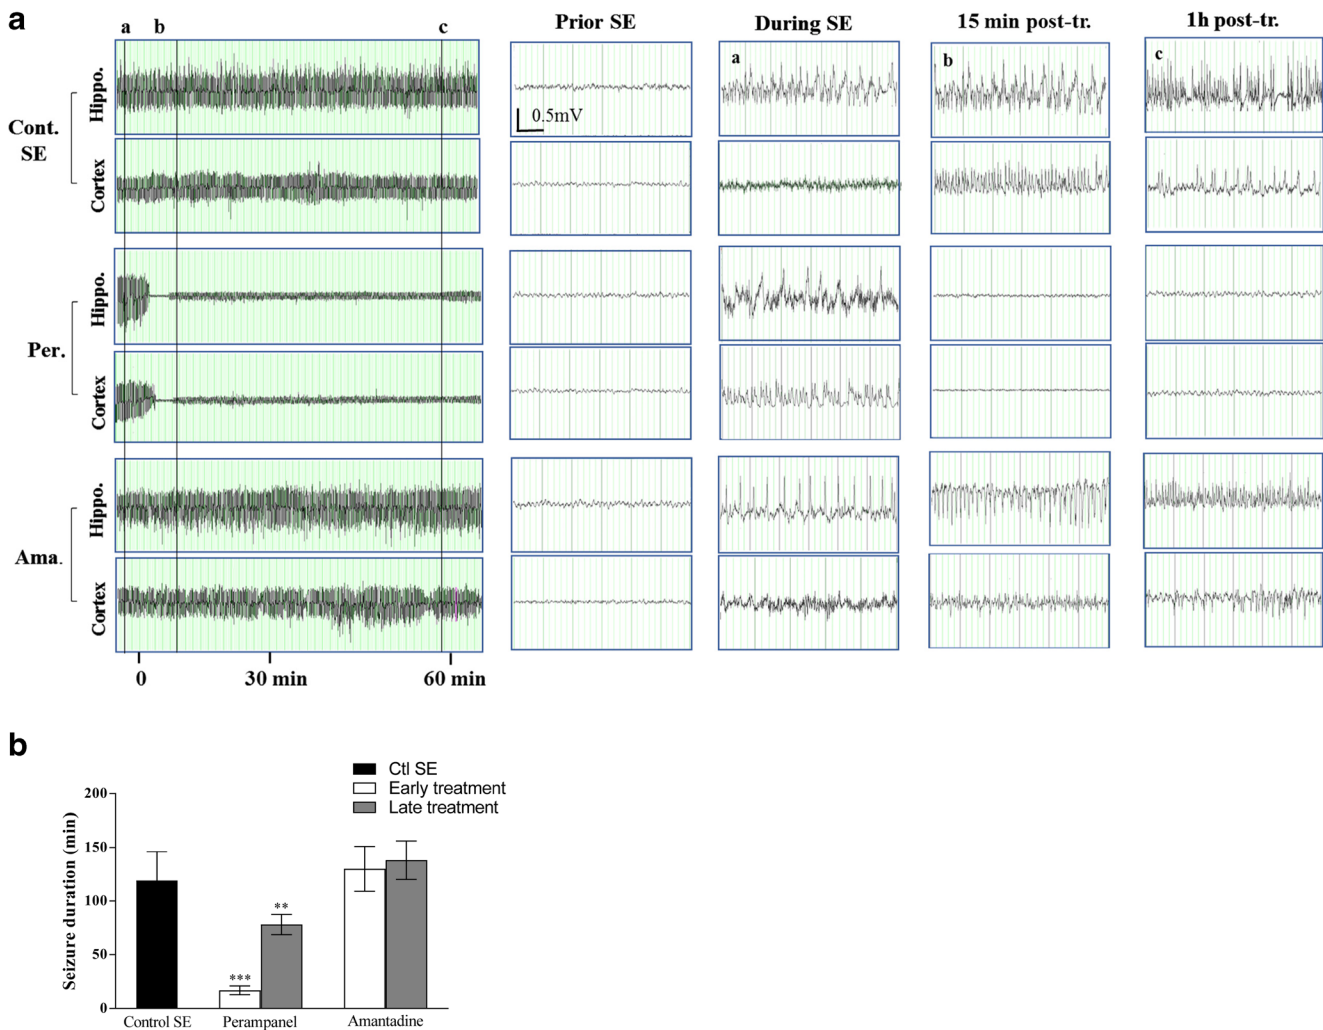 a
a b c
Prior SE During SE 15 min post-tr. 1h post-tr.
Cont.
SE
Hippo.
Cortex
0.5mV
a
b
c
Per.
Hippo.
Cortex
Ama.
Hippo.
Cortex
0 30 min 60 min
b
Ctl SE
Early treatment
Late treatment
Seizure duration (min)
200
150
100
50
0
***
**
Control SE Perampanel Amantadine